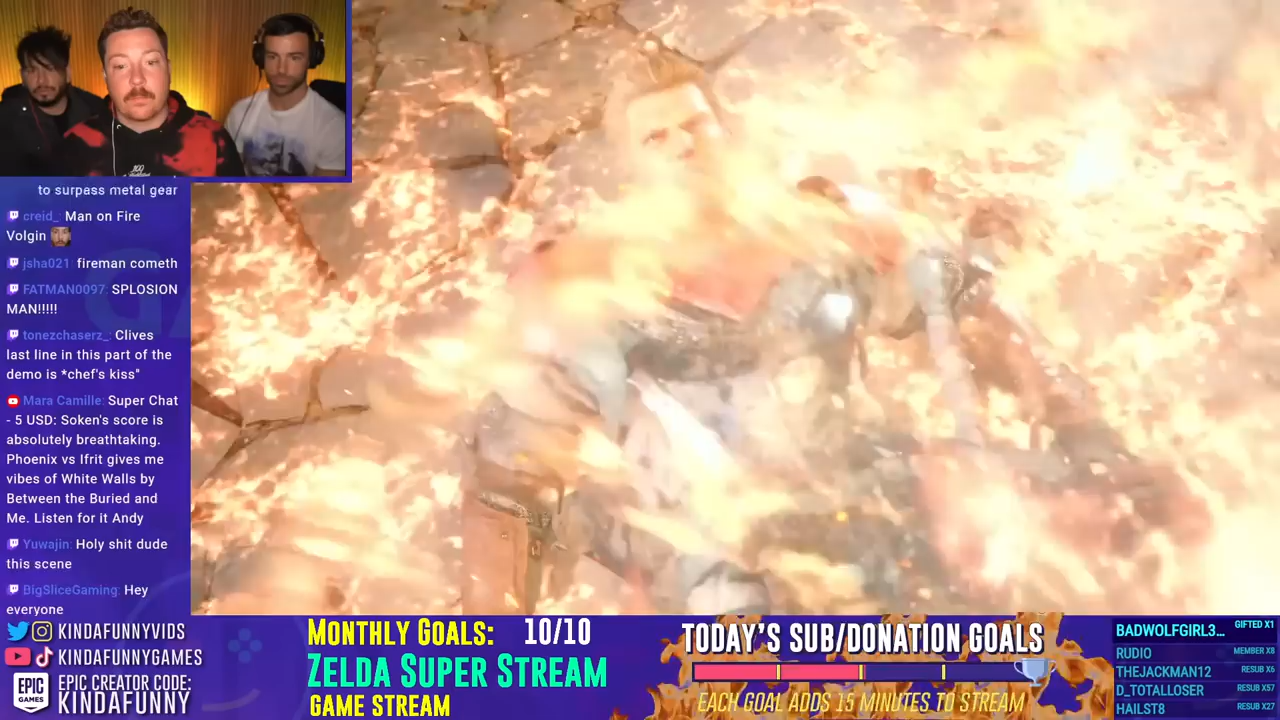 to surpass metal gear
creid_: Man on Fire
Volgin
jsha021: fireman cometh
FATMAN0097: SPLOSION
MAN!!!!!
tonezchaserz_: Clives
last line in this part of the
demo is *chef's kiss"
Mara Camille: Super Chat
- 5 USD: Soken's score is
absolutely breathtaking.
Phoenix vs Ifrit gives me
vibes of White Walls by
Between the Buried and
Me. Listen for it Andy
Yuwajin: Holy shit dude
this scene
BigSliceGaming: Hey
everyone
KINDAFUNNYVIDS
KINDAFUNNYGAMES
EPIC GAMES
EPIC CREATOR CODE:
KINDAFUNNY
MONTHLY GOALS: 10/10
ZELDA SUPER STREAM
GAME STREAM
TODAY'S SUB/DONATION GOALS
EACH GOAL ADDS 15 MINUTES TO STREAM
BADWOLFGIRL3... GIFTED X1
RUDIO MEMBER X8
THEJACKMAN12 RESUB X6
D_TOTALLOSER RESUB X57
HAILST8 RESUB X27